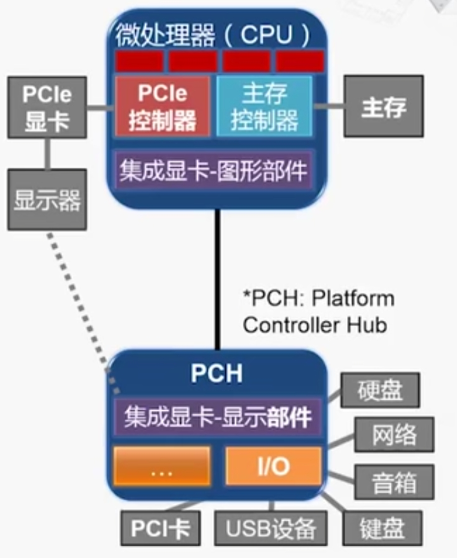 微处理器（CPU）
PCIe
显卡
PCIe
控制器
主存
控制器
主存
集成显卡-图形部件
显示器
*PCH: Platform
Controller Hub
PCH
集成显卡-显示部件
...
I/O
硬盘
网络
音箱
键盘
USB设备
PCI卡